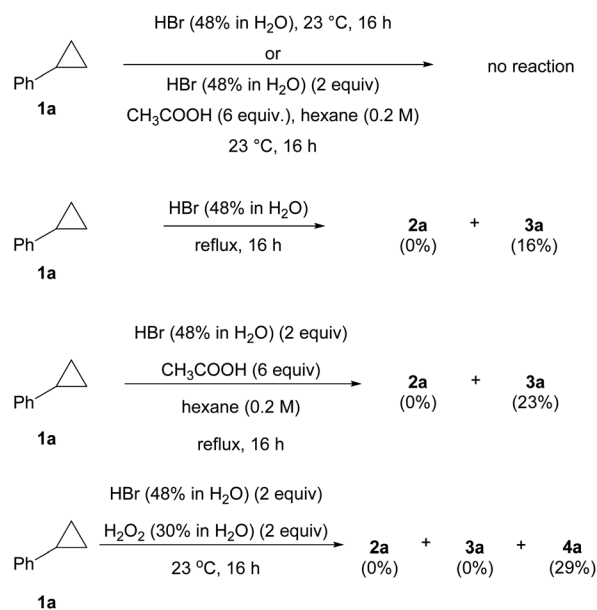 HBr (48% in H₂O), 23 °C, 16 h
or
HBr (48% in H₂O) (2 equiv)
CH₃COOH (6 equiv.), hexane (0.2 M)
23 °C, 16 h
Ph
1a
no reaction
HBr (48% in H₂O)
reflux, 16 h
Ph
1a
2a + 3a
(0%) (16%)
HBr (48% in H₂O) (2 equiv)
CH₃COOH (6 equiv)
hexane (0.2 M)
reflux, 16 h
Ph
1a
2a + 3a
(0%) (23%)
HBr (48% in H₂O) (2 equiv)
H₂O₂ (30% in H₂O) (2 equiv)
23 °C, 16 h
Ph
1a
2a + 3a + 4a
(0%) (0%) (29%)